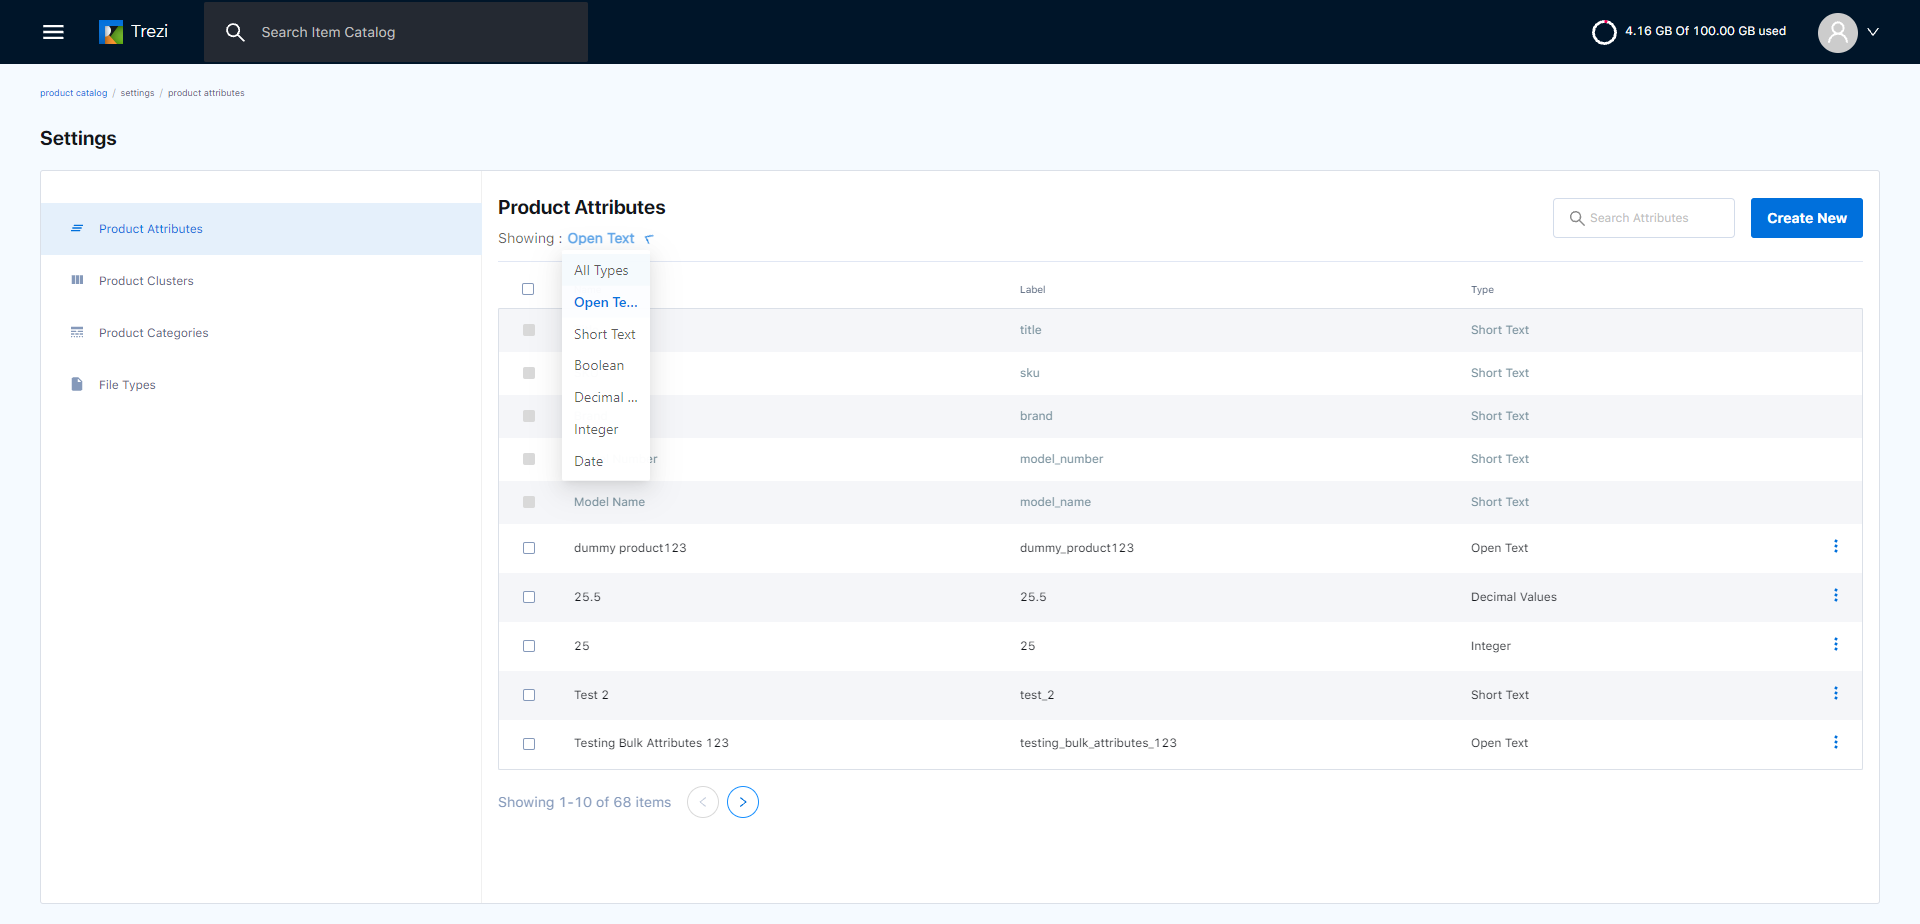 Trezi
Search Item Catalog
4.16 GB Of 100.00 GB used
product catalog / settings / product attributes
Settings
Product Attributes
Product Clusters
Product Categories
File Types
Product Attributes
Showing : Open Text
Search Attributes
Create New
All Types
Open Te...
Short Text
Boolean
Decimal ...
Integer
Date
Label Type
title Short Text
sku Short Text
brand Short Text
er model_number Short Text
Model Name model_name Short Text
dummy product123 dummy_product123 Open Text
25.5 25.5 Decimal Values
25 25 Integer
Test 2 test_2 Short Text
Testing Bulk Attributes 123 testing_bulk_attributes_123 Open Text
Showing 1-10 of 68 items